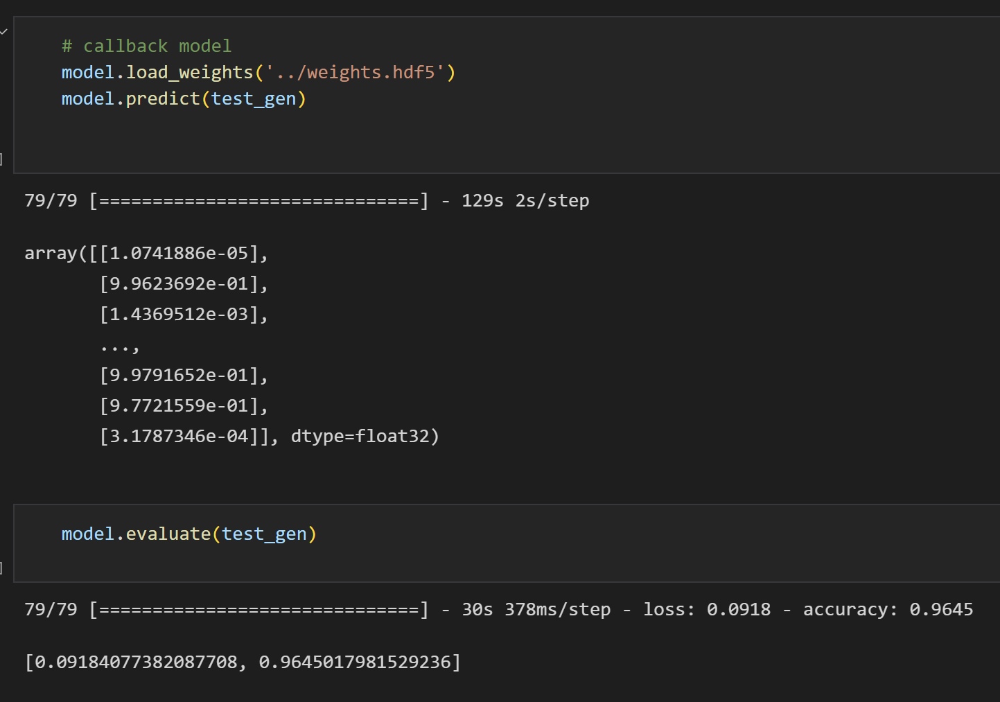 # callback model
model.load_weights('../weights.hdf5')
model.predict(test_gen)
]
79/79 [==============================] - 129s 2s/step
array([[1.0741886e-05],
[9.9623692e-01],
[1.4369512e-03],
...,
[9.9791652e-01],
[9.7721559e-01],
[3.1787346e-04]], dtype=float32)
model.evaluate(test_gen)
]
79/79 [==============================] - 30s 378ms/step - loss: 0.0918 - accuracy: 0.9645
[0.09184077382087708, 0.9645017981529236]